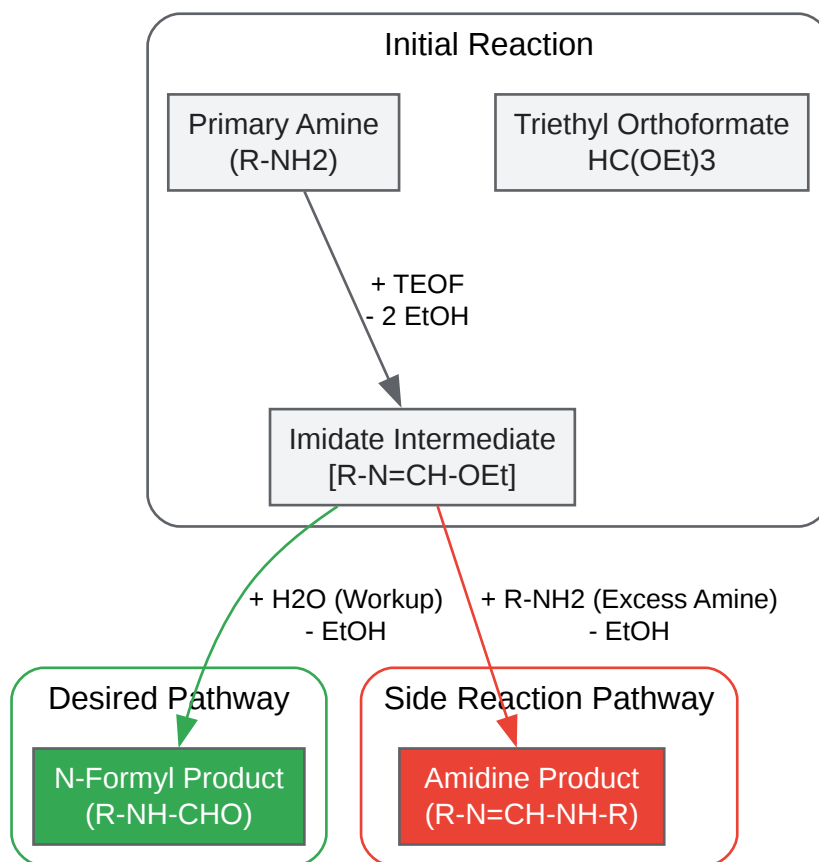 Initial Reaction
Primary Amine
(R-NH2)
Triethyl Orthoformate
HC(OEt)3
+ TEOF
- 2 EtOH
Imidate Intermediate
[R-N=CH-OEt]
+ H2O (Workup)
- EtOH
+ R-NH2 (Excess Amine)
- EtOH
Desired Pathway
N-Formyl Product
(R-NH-CHO)
Side Reaction Pathway
Amidine Product
(R-N=CH-NH-R)